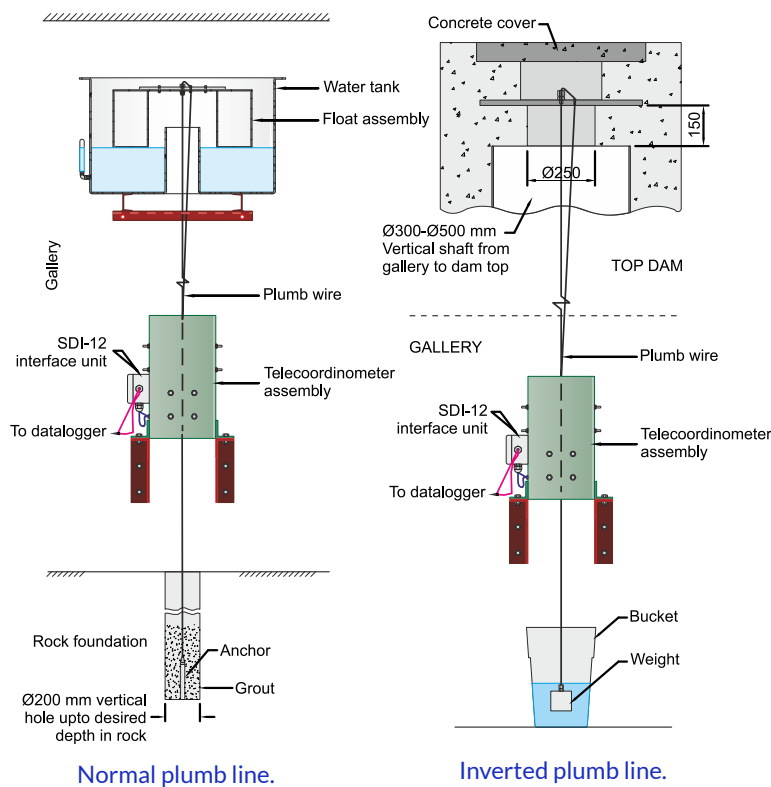 Water tank
Float assembly
Gallery
Plumb wire
SDI-12
interface unit
Telecoordinometer
assembly
To datalogger
Rock foundation
Anchor
Grout
Ø200 mm vertical
hole upto desired
depth in rock
Normal plumb line.
Concrete cover
150
Ø250
Ø300-Ø500 mm
Vertical shaft from
gallery to dam top
TOP DAM
GALLERY
Plumb wire
SDI-12
interface unit
Telecoordinometer
assembly
To datalogger
Bucket
Weight
Inverted plumb line.